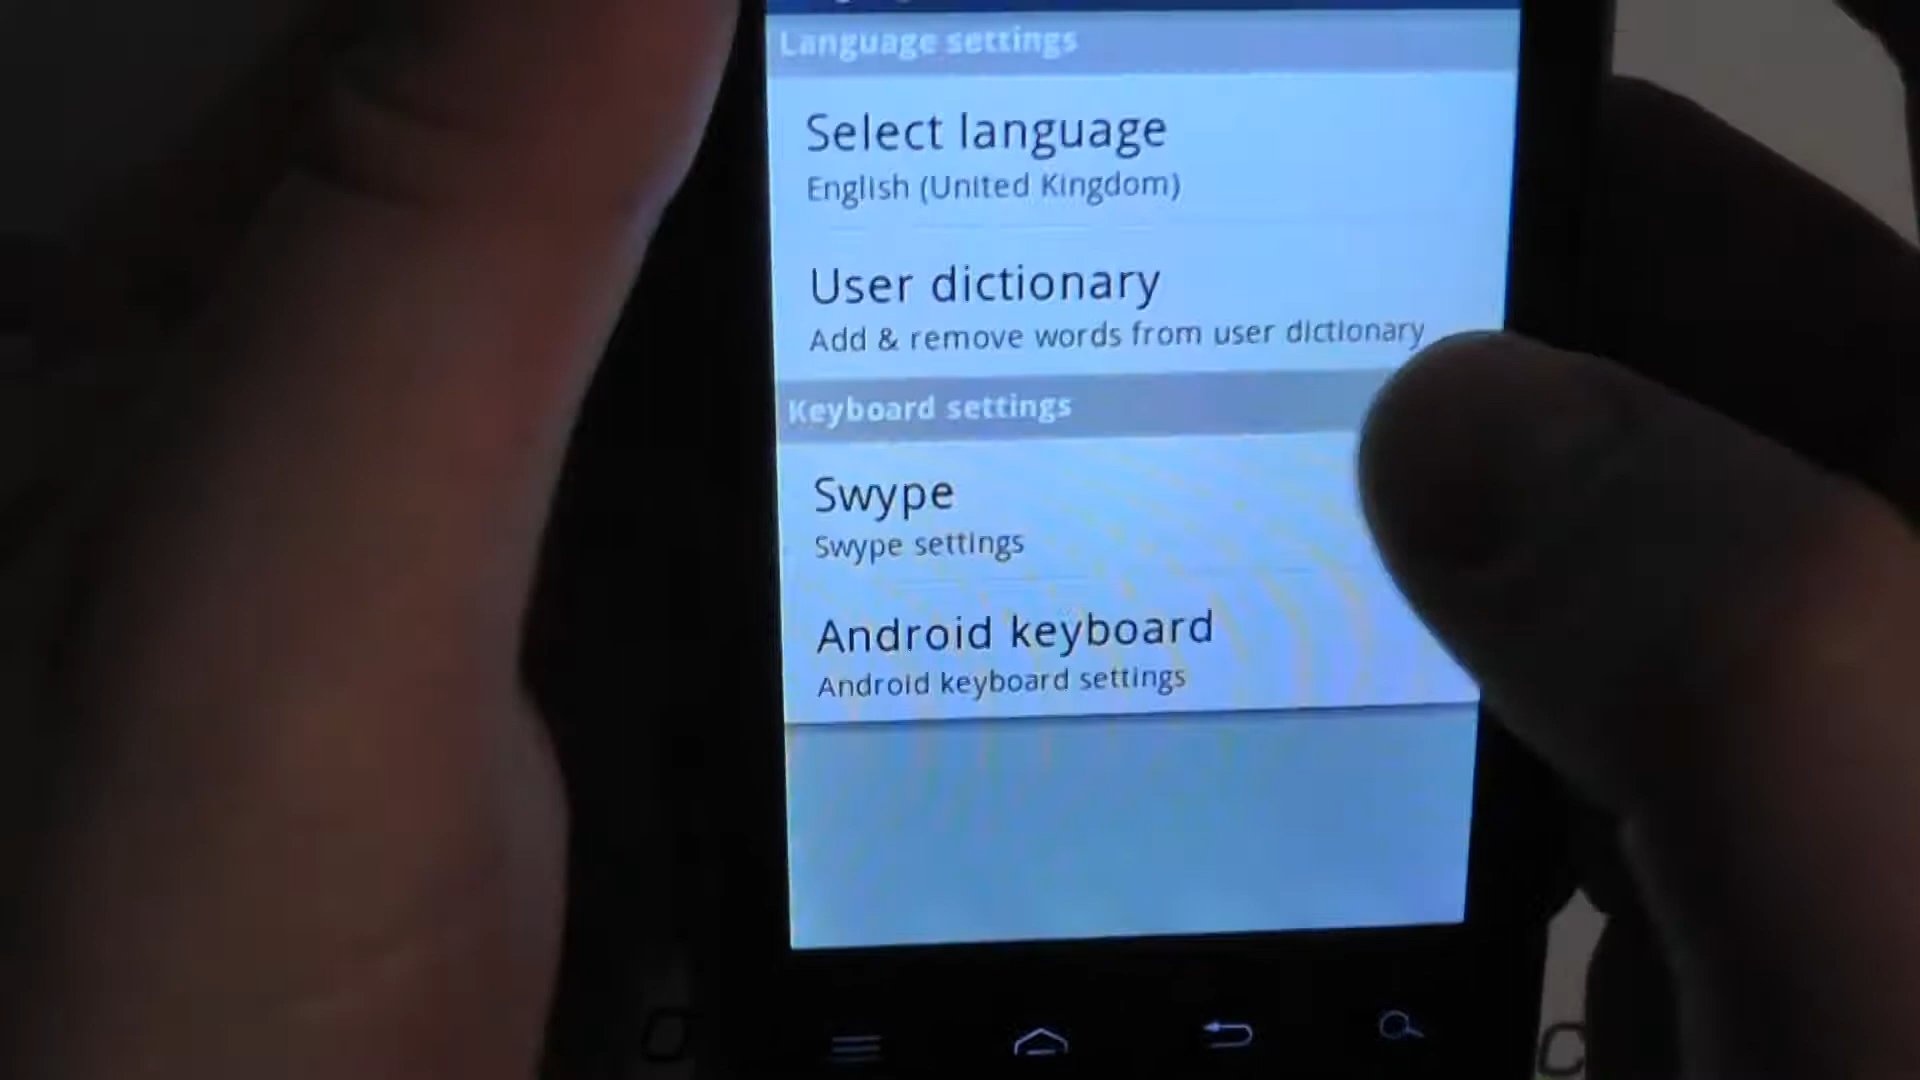 Language settings
Select language
English (United Kingdom)
User dictionary
Add & remove words from user dictionary
Keyboard settings
Swype
Swype settings
Android keyboard
Android keyboard settings